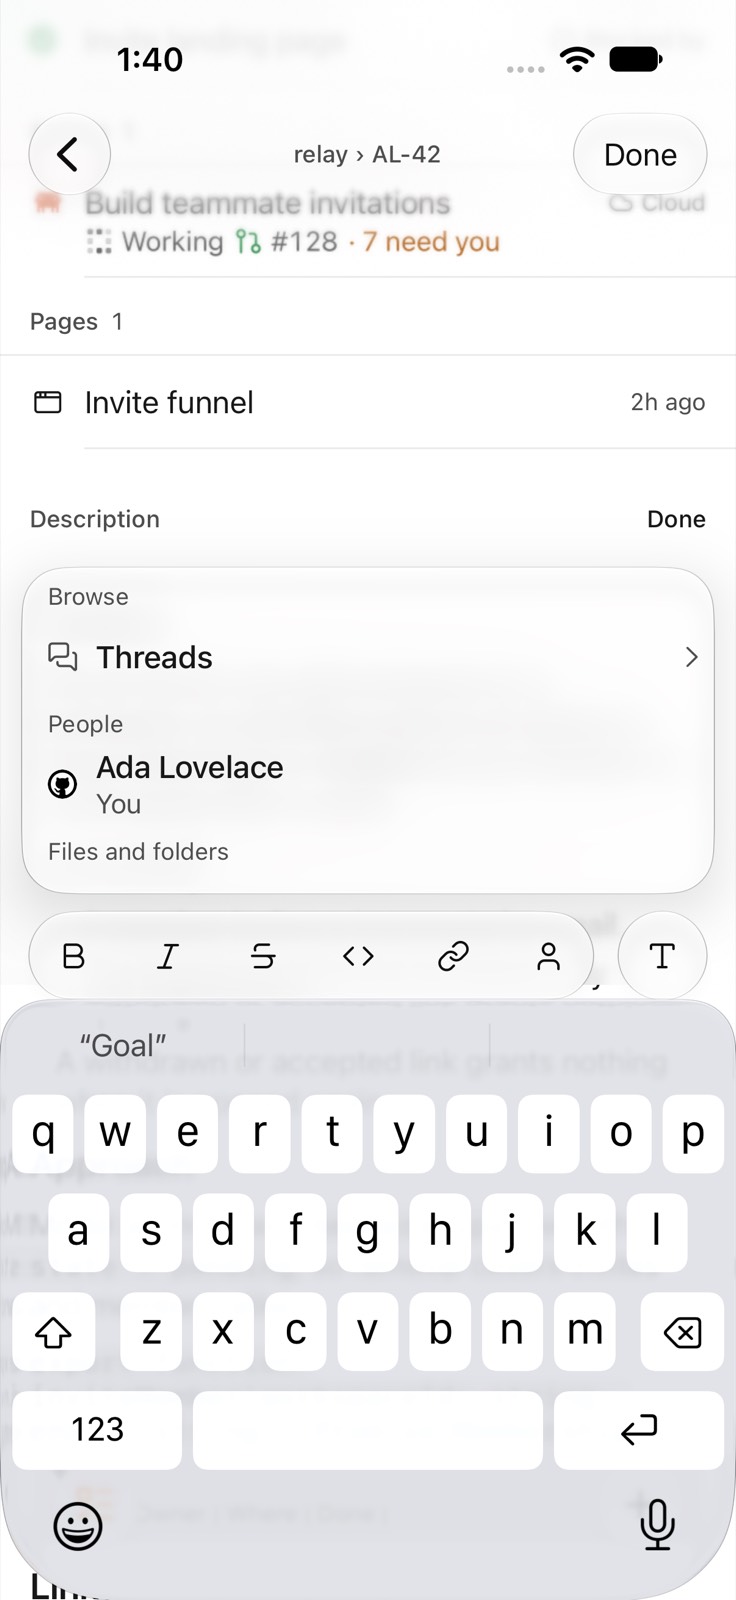 1:40
relay › AL-42
Done
Build teammate invitations
Cloud
Working #128 · 7 need you
Pages 1
Invite funnel
2h ago
Description
Done
Browse
Threads
People
Ada Lovelace
You
Files and folders
B I S T
“Goal”
A withdrawn or accepted link grants nothing
q w e r t y u i o p
a s d f g h j k l
z x c v b n m
123